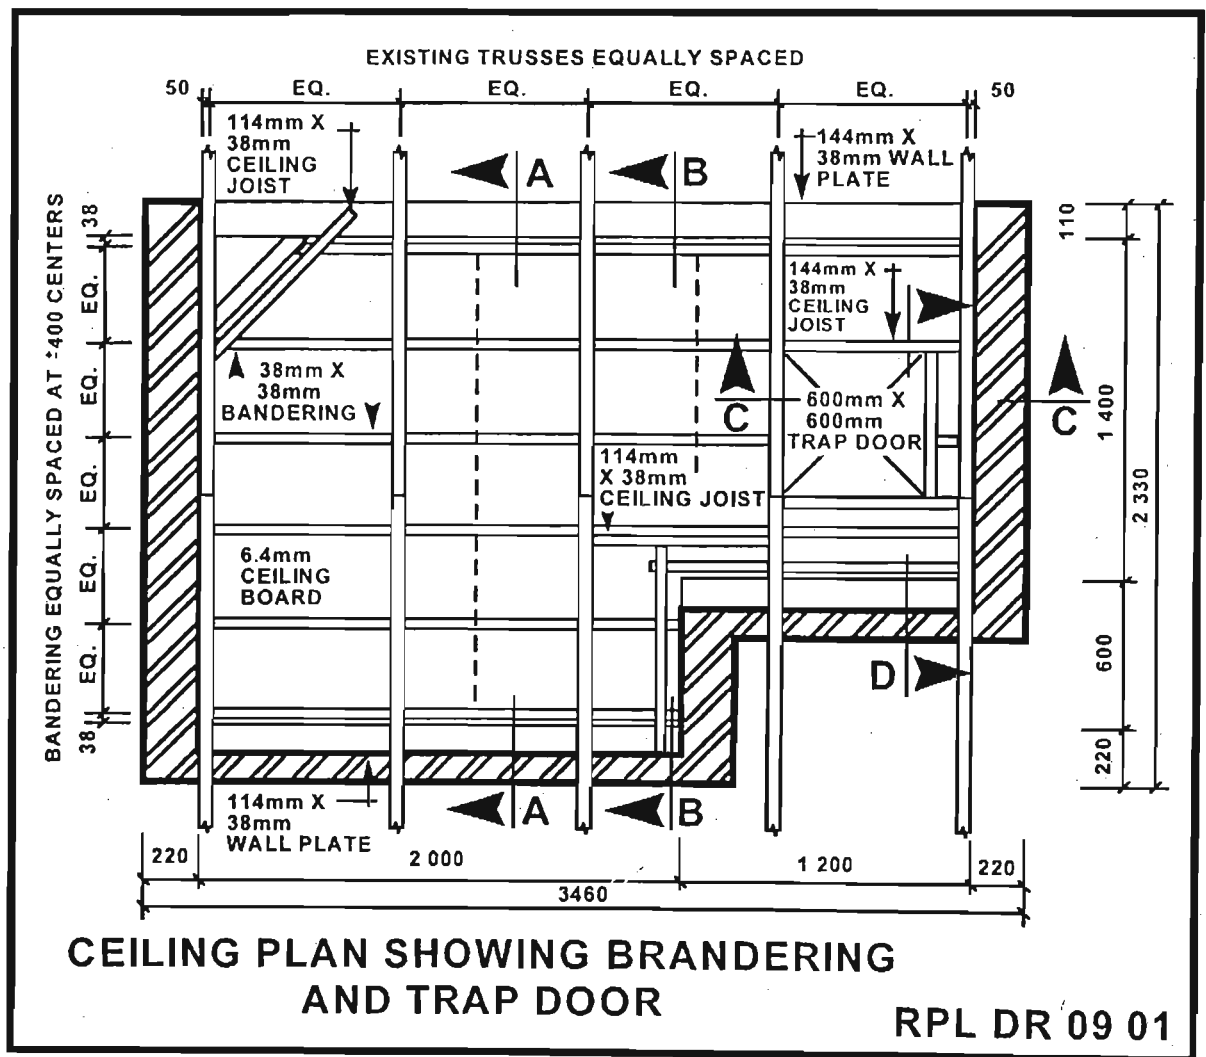 EXISTING TRUSSES EQUALLY SPACED
50
EQ.
EQ.
EQ.
EQ.
50
114mm X
38mm
CEILING
JOIST
A
B
144mm X
38mm WALL
PLATE
BANDERING EQUALLY SPACED AT ±400 CENTERS
38
EQ.
EQ.
EQ.
EQ.
EQ.
38
110
1 400
2 330
600
220
144mm X
38mm
CEILING
JOIST
38mm X
38mm
BANDERING
C
600mm X
600mm
TRAP DOOR
C
114mm
X 38mm
CEILING JOIST
6.4mm
CEILING
BOARD
D
114mm X
38mm
WALL PLATE
A
B
220
2 000
1 200
220
3460
CEILING PLAN SHOWING BRANDERING
AND TRAP DOOR
RPL DR 09 01